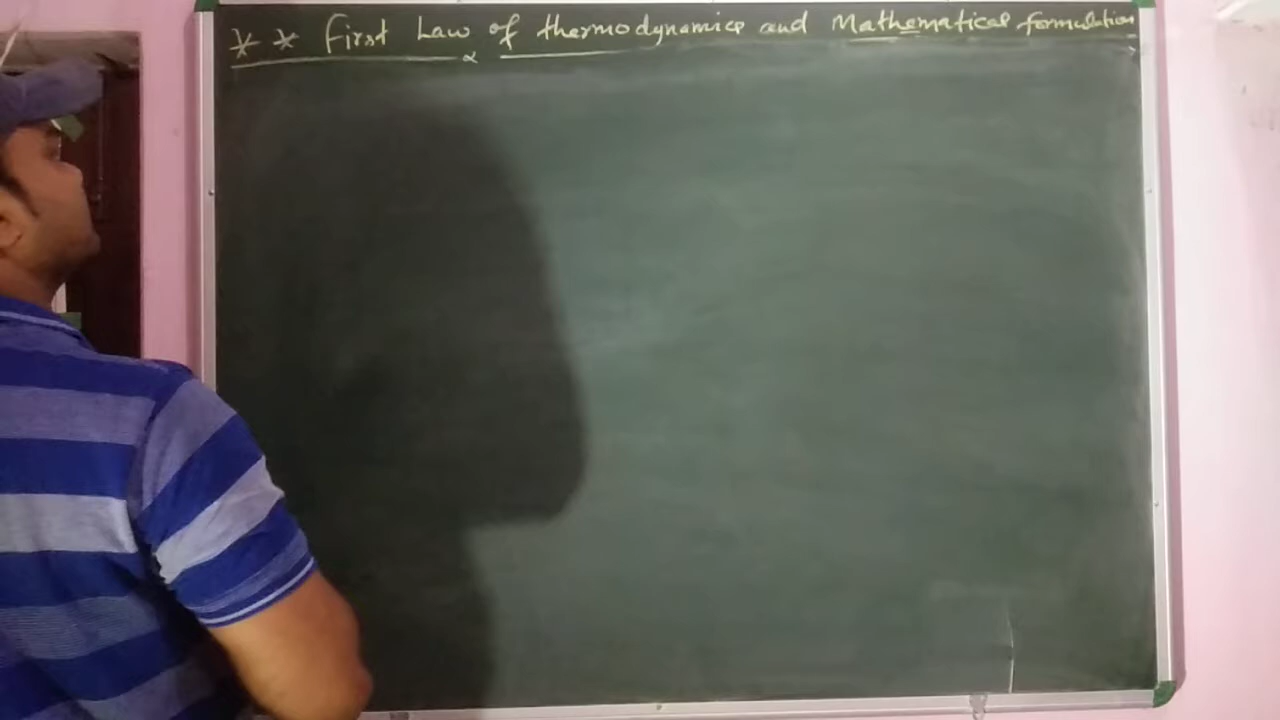 ** First Law of thermodynamics and Mathematical formulation